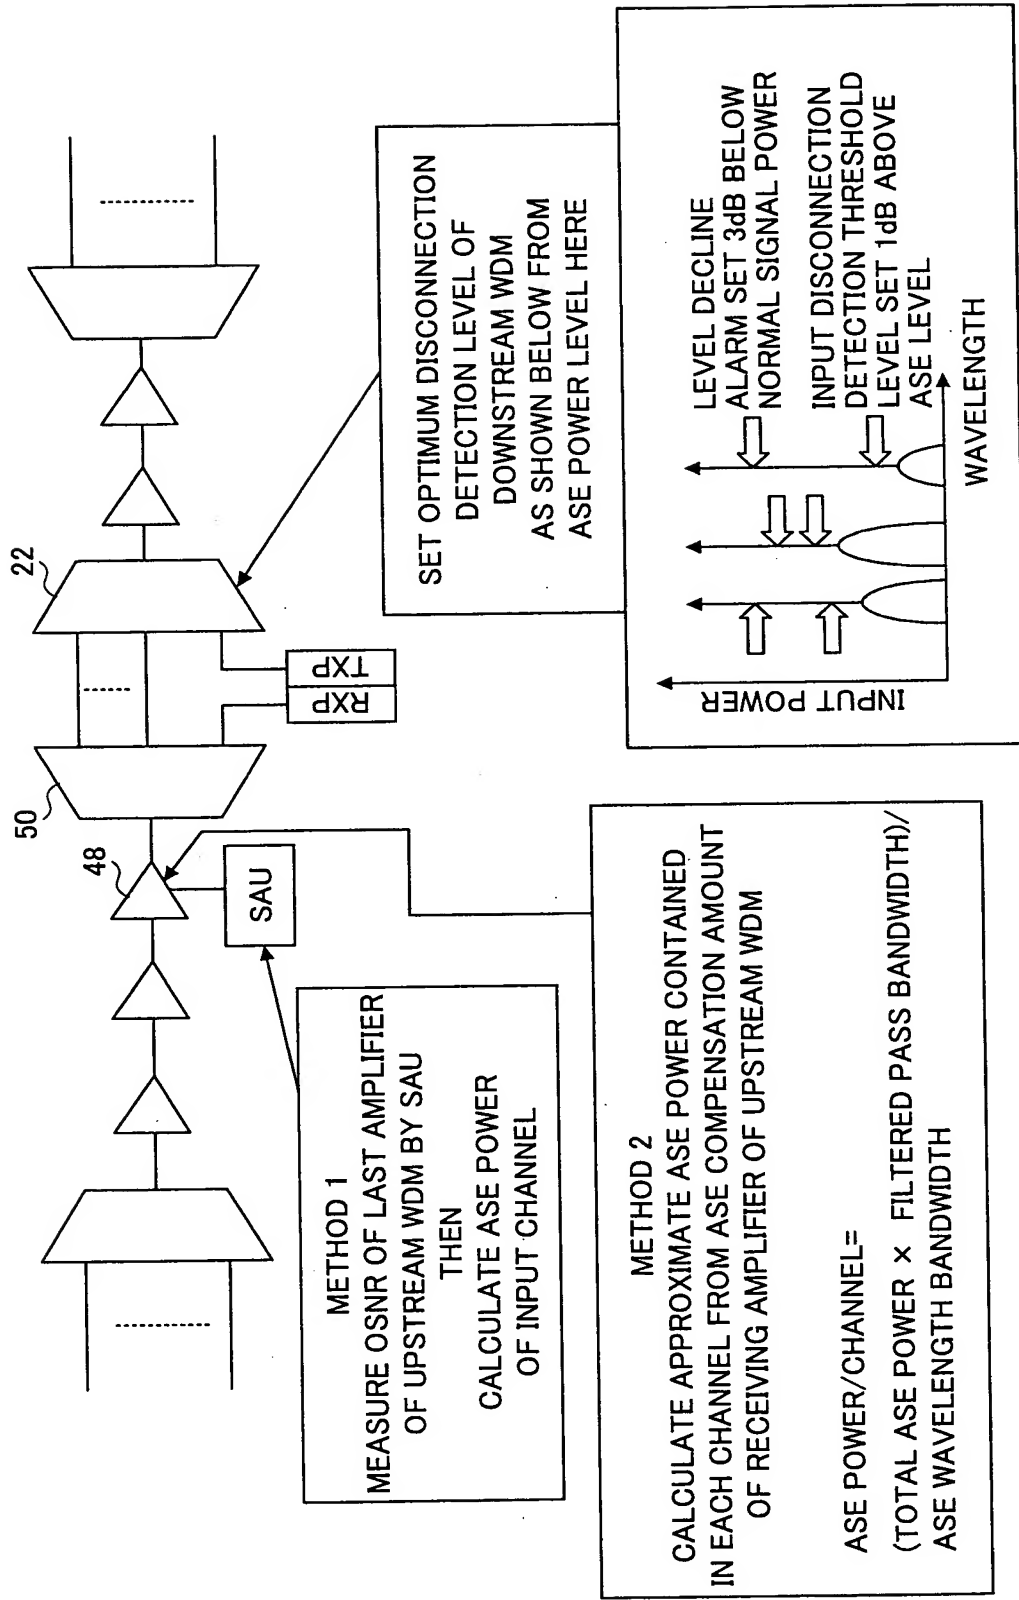 48
50
22
SAU
RXP
TXP
METHOD 1
MEASURE OSNR OF LAST AMPLIFIER
OF UPSTREAM WDM BY SAU
THEN
CALCULATE ASE POWER
OF INPUT CHANNEL
SET OPTIMUM DISCONNECTION
DETECTION LEVEL OF
DOWNSTREAM WDM
AS SHOWN BELOW FROM
ASE POWER LEVEL HERE
METHOD 2
CALCULATE APPROXIMATE ASE POWER CONTAINED
IN EACH CHANNEL FROM ASE COMPENSATION AMOUNT
OF RECEIVING AMPLIFIER OF UPSTREAM WDM
ASE POWER/CHANNEL=
(TOTAL ASE POWER × FILTERED PASS BANDWIDTH)/
ASE WAVELENGTH BANDWIDTH
INPUT POWER
LEVEL DECLINE
ALARM SET 3dB BELOW
NORMAL SIGNAL POWER
INPUT DISCONNECTION
DETECTION THRESHOLD
LEVEL SET 1dB ABOVE
ASE LEVEL
WAVELENGTH